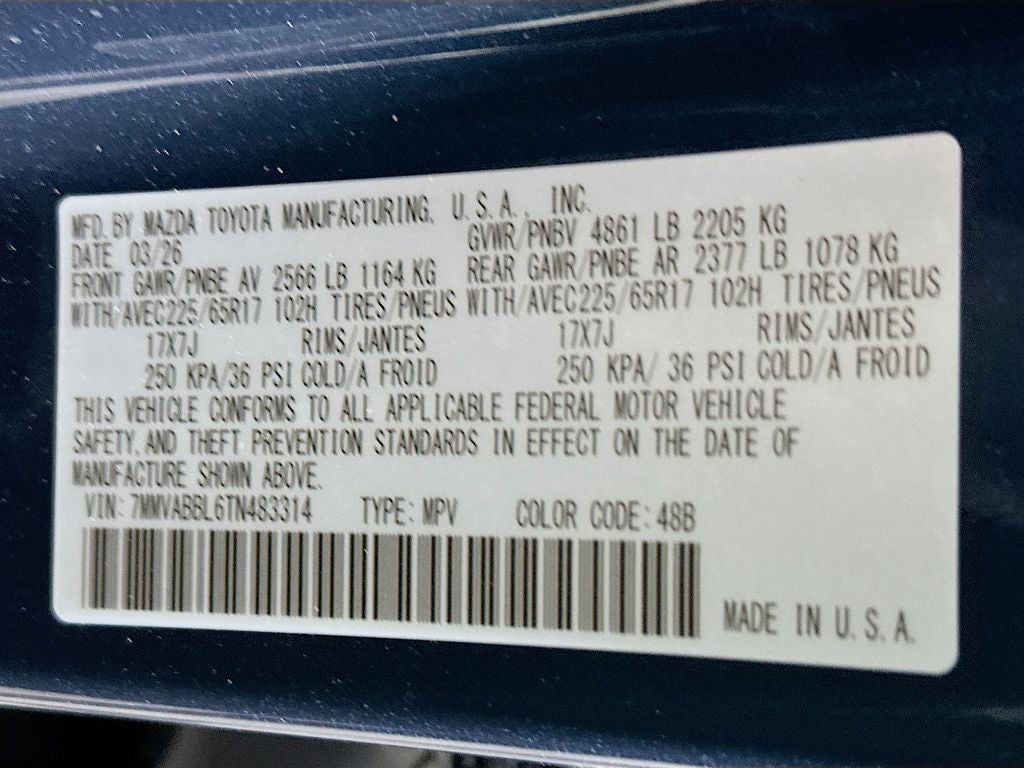 MFD. BY MAZDA TOYOTA MANUFACTURING, U.S.A., INC.
DATE 03/26 GVWR/PNBV 4861 LB 2205 KG
FRONT GAWR/PNBE AV 2566 LB 1164 KG REAR GAWR/PNBE AR 2377 LB 1078 KG
WITH/AVEC225/65R17 102H TIRES/PNEUS WITH/AVEC225/65R17 102H TIRES/PNEUS
17X7J RIMS/JANTES 17X7J RIMS/JANTES
250 KPA/36 PSI COLD/A FROID 250 KPA/ 36 PSI COLD/A FROID
THIS VEHICLE CONFORMS TO ALL APPLICABLE FEDERAL MOTOR VEHICLE
SAFETY, AND THEFT PREVENTION STANDARDS IN EFFECT ON THE DATE OF
MANUFACTURE SHOWN ABOVE.
VIN: 7MMVABBL6TN483314 TYPE: MPV COLOR CODE: 48B
MADE IN U.S.A.